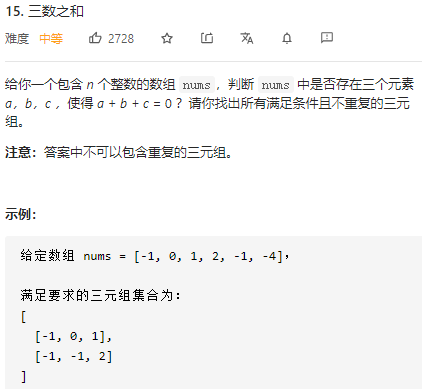 15. 三数之和
难度 中等 2728
给你一个包含 n 个整数的数组 nums，判断 nums 中是否存在三个元素
a，b，c ，使得 a + b + c = 0 ？请你找出所有满足条件且不重复的三元
组。
注意：答案中不可以包含重复的三元组。
示例：
给定数组 nums = [-1, 0, 1, 2, -1, -4]，
满足要求的三元组集合为：
[
[-1, 0, 1],
[-1, -1, 2]
]